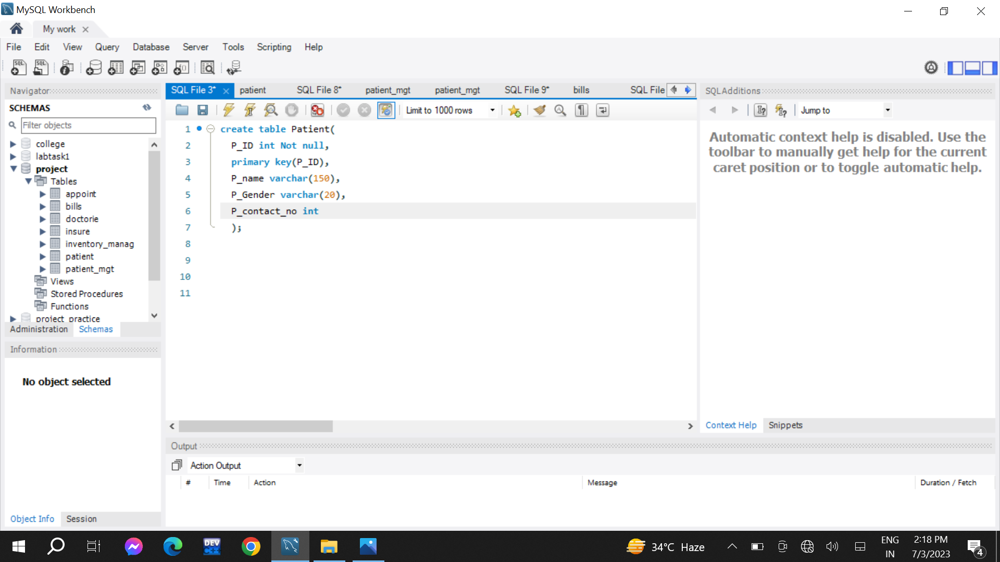 MySQL Workbench
My work
File Edit View Query Database Server Tools Scripting Help
Navigator
SCHEMAS
Filter objects
college
labtask1
project
Tables
appoint
bills
doctorie
insure
inventory_manag
patient
patient_mgt
Views
Stored Procedures
Functions
project_practice
Administration Schemas
Information
No object selected
Object Info Session
SQL File 3* patient SQL File 8* patient_mgt patient_mgt SQL File 9* bills SQL File
Limit to 1000 rows
1 create table Patient(
2 P_ID int Not null,
3 primary key(P_ID),
4 P_name varchar(150),
5 P_Gender varchar(20),
6 P_contact_no int
7 );
8
9
10
11
SQLAdditions
Jump to
Automatic context help is disabled. Use the
toolbar to manually get help for the current
caret position or to toggle automatic help.
Context Help Snippets
Output
Action Output
# Time Action Message Duration / Fetch
DEV C++
34°C Haze
ENG
IN
2:18 PM
7/3/2023
4